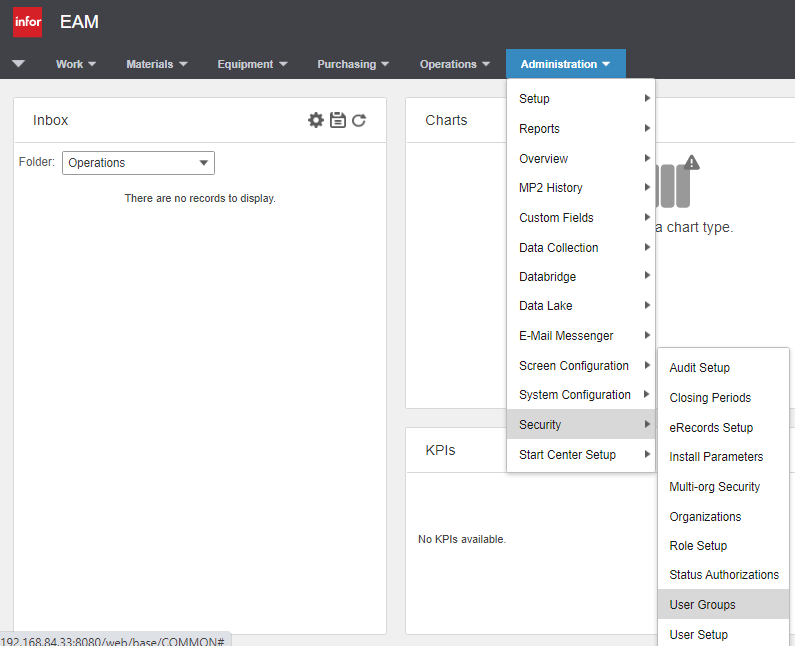 infor EAM
Work Materials Equipment Purchasing Operations Administration
Inbox
Folder: Operations
There are no records to display.
Charts
a chart type.
KPIs
No KPIs available.
Setup
Reports
Overview
MP2 History
Custom Fields
Data Collection
Databridge
Data Lake
E-Mail Messenger
Screen Configuration
System Configuration
Security
Start Center Setup
Audit Setup
Closing Periods
eRecords Setup
Install Parameters
Multi-org Security
Organizations
Role Setup
Status Authorizations
User Groups
User Setup
192.168.84.33:8080/web/base/COMMON#